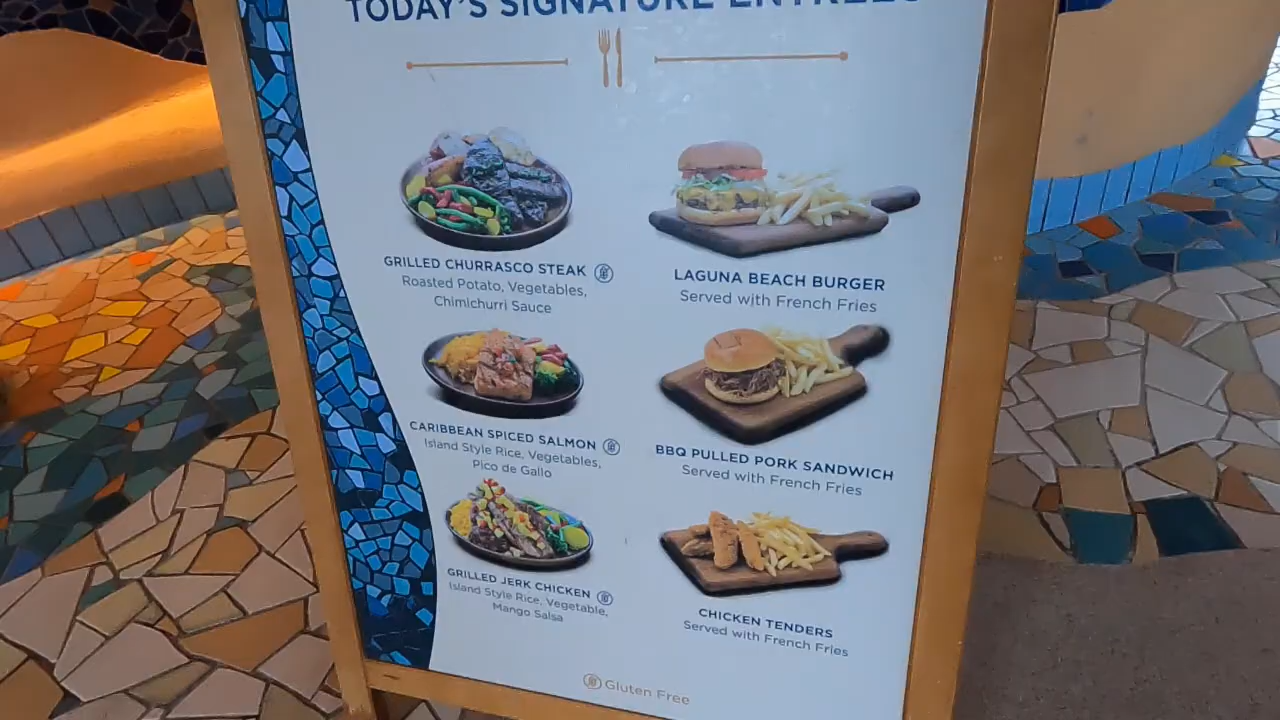 TODAY'S SIGNATURE ENTREES
GRILLED CHURRASCO STEAK
Roasted Potato, Vegetables,
Chimichurri Sauce
LAGUNA BEACH BURGER
Served with French Fries
CARIBBEAN SPICED SALMON
Island Style Rice, Vegetables,
Pico de Gallo
BBQ PULLED PORK SANDWICH
Served with French Fries
GRILLED JERK CHICKEN
Island Style Rice, Vegetable,
Mango Salsa
CHICKEN TENDERS
Served with French Fries
Gluten Free